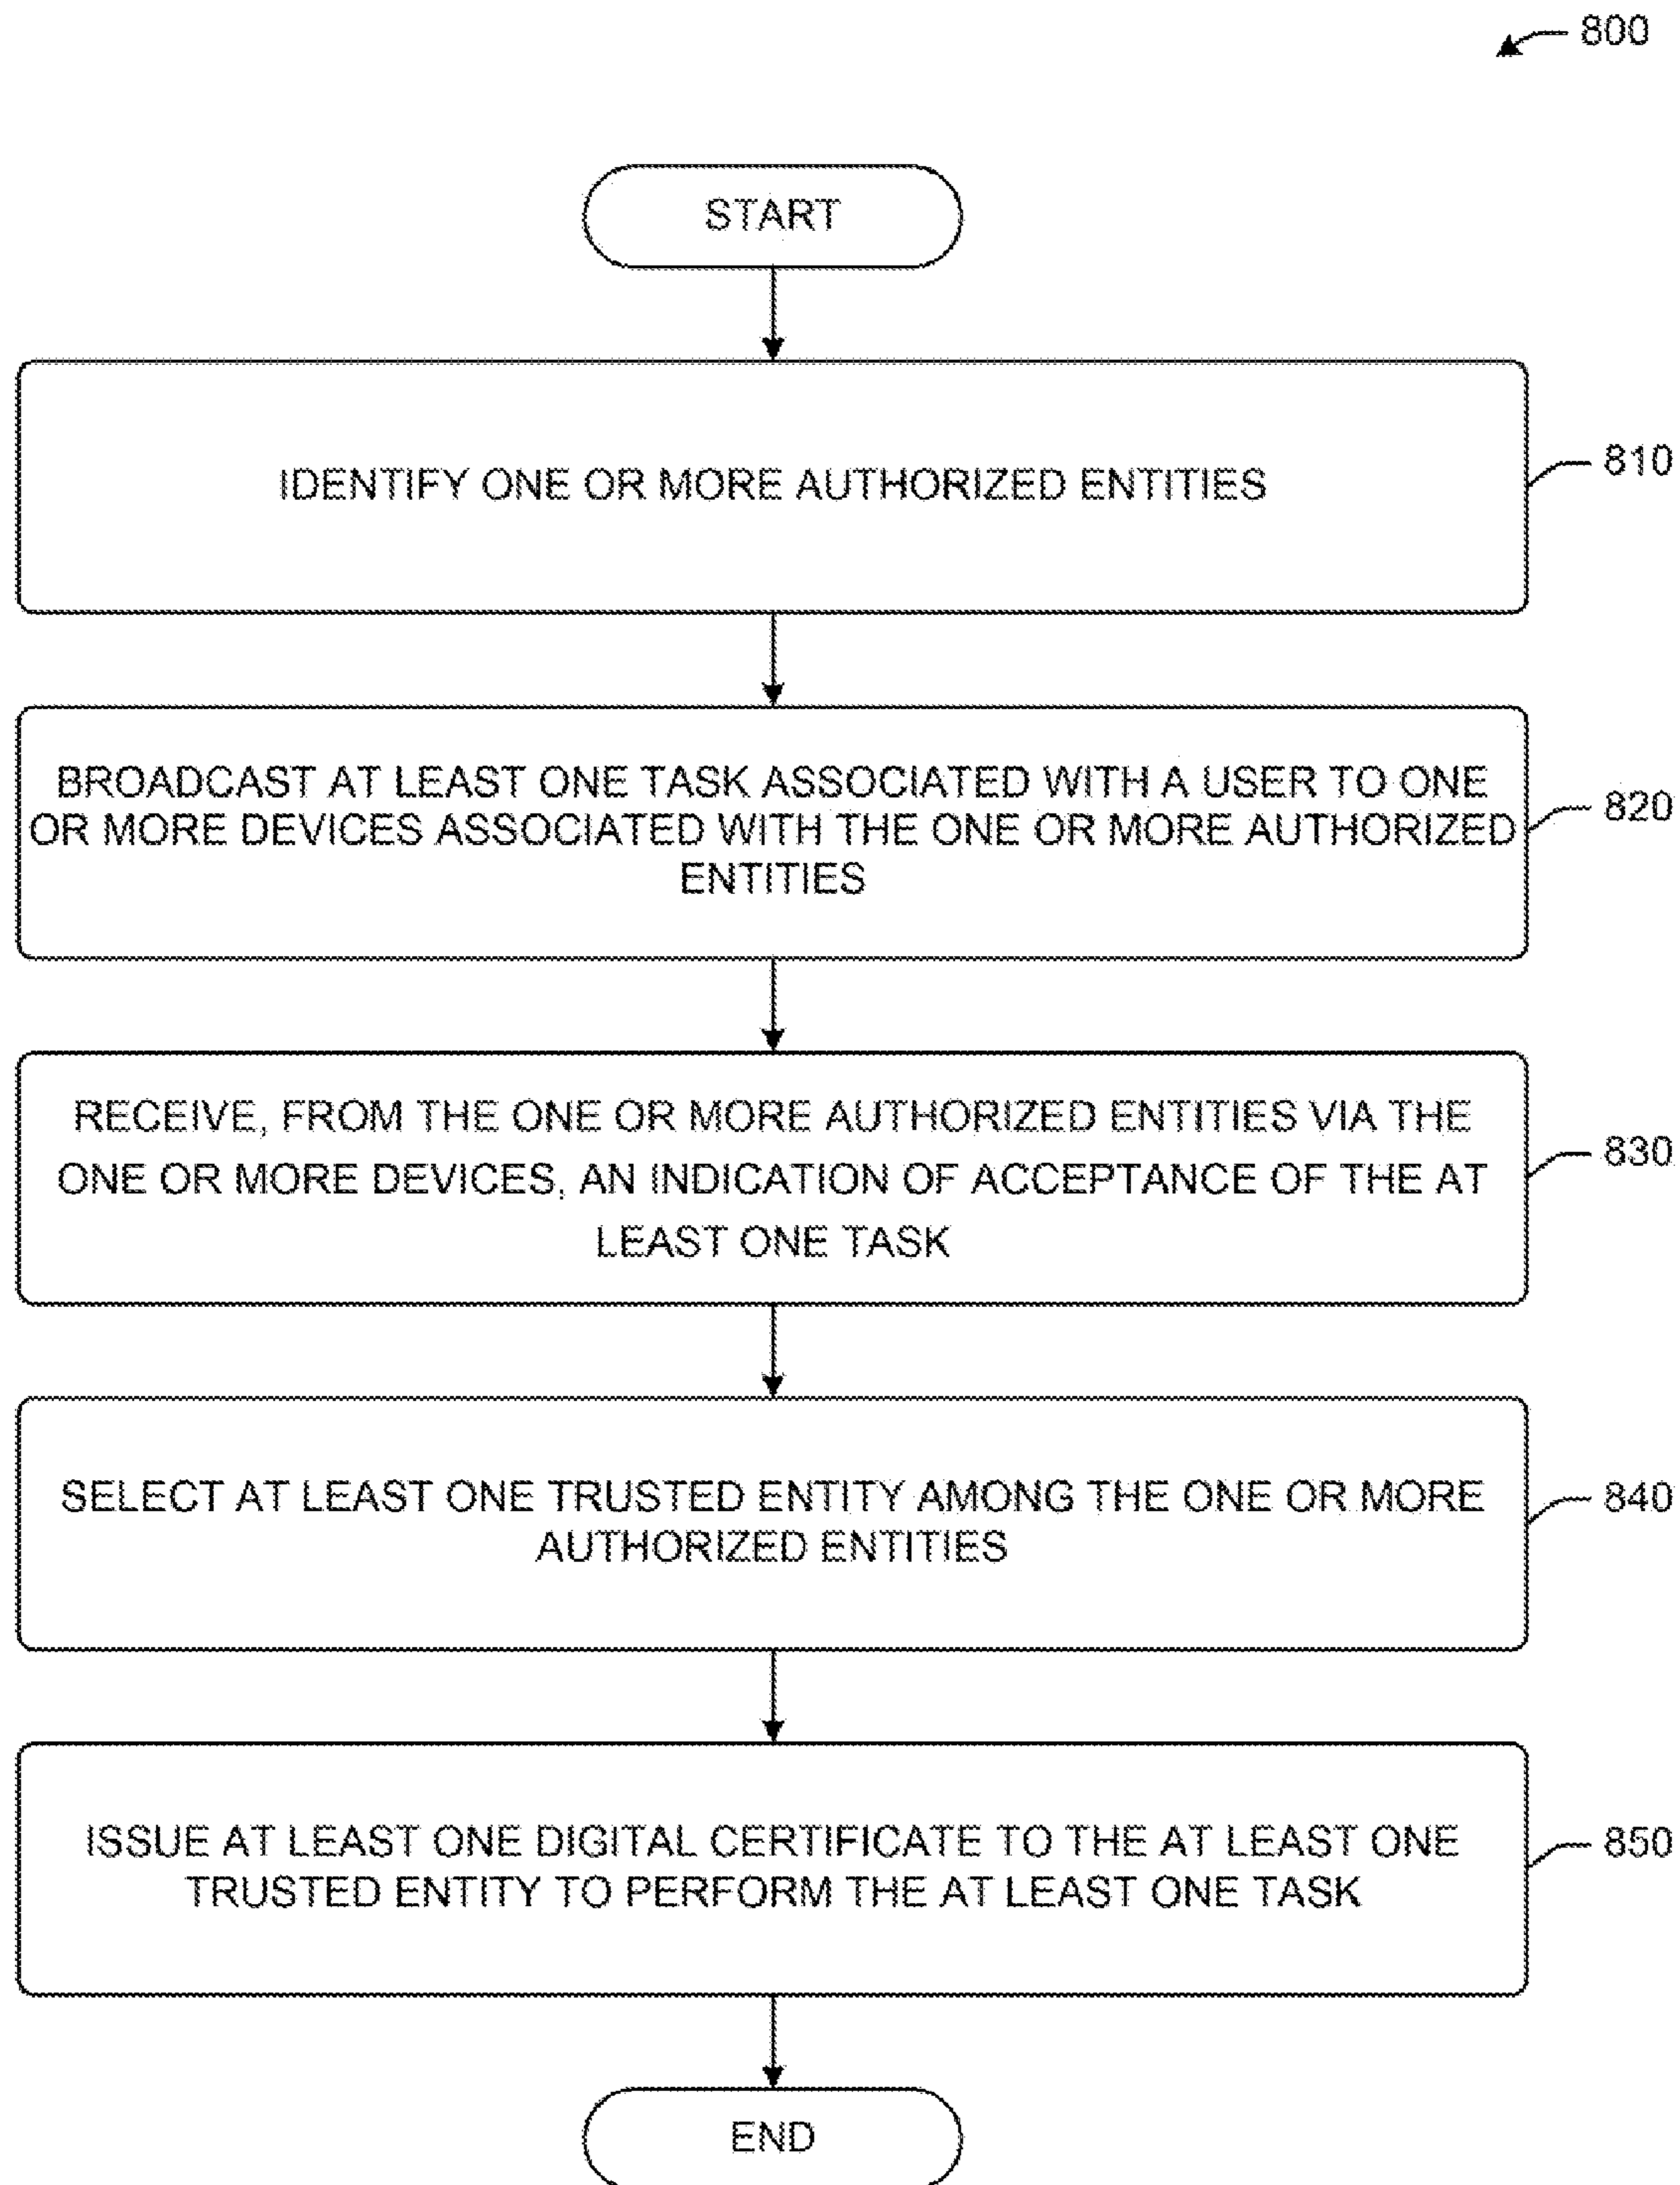 800
START
IDENTIFY ONE OR MORE AUTHORIZED ENTITIES
810
BROADCAST AT LEAST ONE TASK ASSOCIATED WITH A USER TO ONE
OR MORE DEVICES ASSOCIATED WITH THE ONE OR MORE AUTHORIZED
ENTITIES
820
RECEIVE, FROM THE ONE OR MORE AUTHORIZED ENTITIES VIA THE
ONE OR MORE DEVICES, AN INDICATION OF ACCEPTANCE OF THE AT
LEAST ONE TASK
830
SELECT AT LEAST ONE TRUSTED ENTITY AMONG THE ONE OR MORE
AUTHORIZED ENTITIES
840
ISSUE AT LEAST ONE DIGITAL CERTIFICATE TO THE AT LEAST ONE
TRUSTED ENTITY TO PERFORM THE AT LEAST ONE TASK
850
END